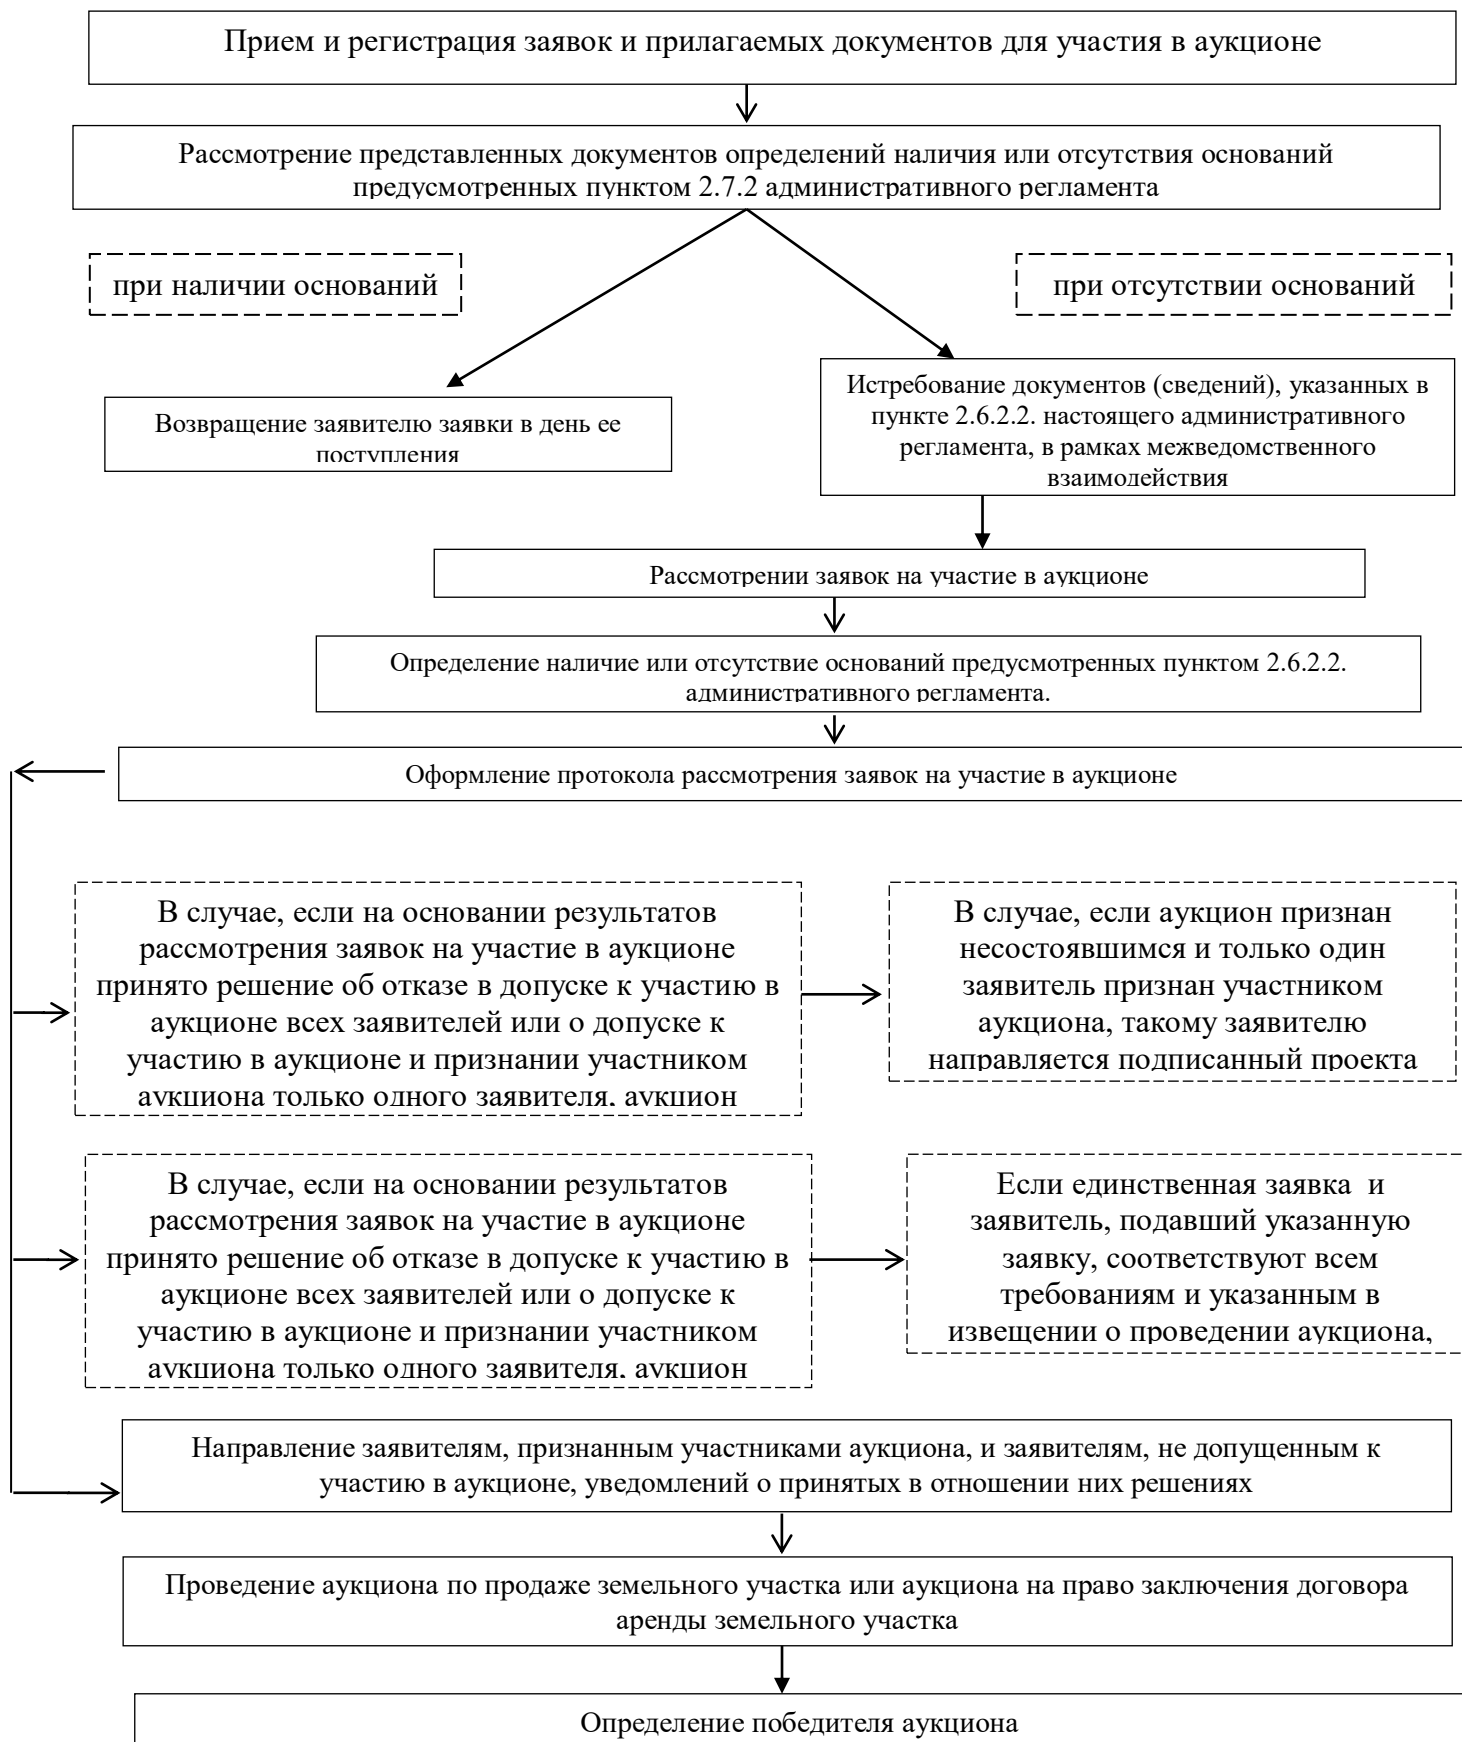 Прием и регистрация заявок и прилагаемых документов для участия в аукционе
Рассмотрение представленных документов определений наличия или отсутствия оснований
предусмотренных пунктом 2.7.2 административного регламента
при наличии оснований
при отсутствии оснований
Возвращение заявителю заявки в день ее
поступления
Истребование документов (сведений), указанных в
пункте 2.6.2.2. настоящего административного
регламента, в рамках межведомственного
взаимодействия
Рассмотрении заявок на участие в аукционе
Определение наличие или отсутствие оснований предусмотренных пунктом 2.6.2.2.
административного регламента.
Оформление протокола рассмотрения заявок на участие в аукционе
В случае, если на основании результатов
рассмотрения заявок на участие в аукционе
принято решение об отказе в допуске к участию в
аукционе всех заявителей или о допуске к
участию в аукционе и признании участником
аукциона только одного заявителя, аукцион
В случае, если аукцион признан
несостоявшимся и только один
заявитель признан участником
аукциона, такому заявителю
направляется подписанный проекта
В случае, если на основании результатов
рассмотрения заявок на участие в аукционе
принято решение об отказе в допуске к участию в
аукционе всех заявителей или о допуске к
участию в аукционе и признании участником
аукциона только одного заявителя, аукцион
Если единственная заявка  и
заявитель, подавший указанную
заявку, соответствуют всем
требованиям и указанным в
извещении о проведении аукциона,
Направление заявителям, признанным участниками аукциона, и заявителям, не допущенным к
участию в аукционе, уведомлений о принятых в отношении них решениях
Проведение аукциона по продаже земельного участка или аукциона на право заключения договора
аренды земельного участка
Определение победителя аукциона